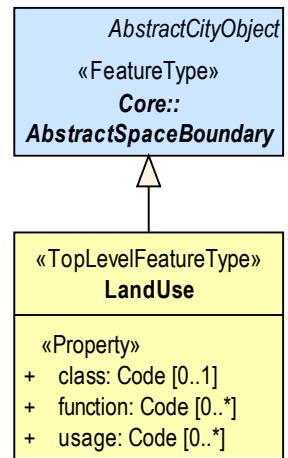 AbstractCityObject
«FeatureType»
Core::
AbstractSpaceBoundary
«TopLevelFeatureType»
LandUse
«Property»
+ class: Code [0..1]
+ function: Code [0..*]
+ usage: Code [0..*]